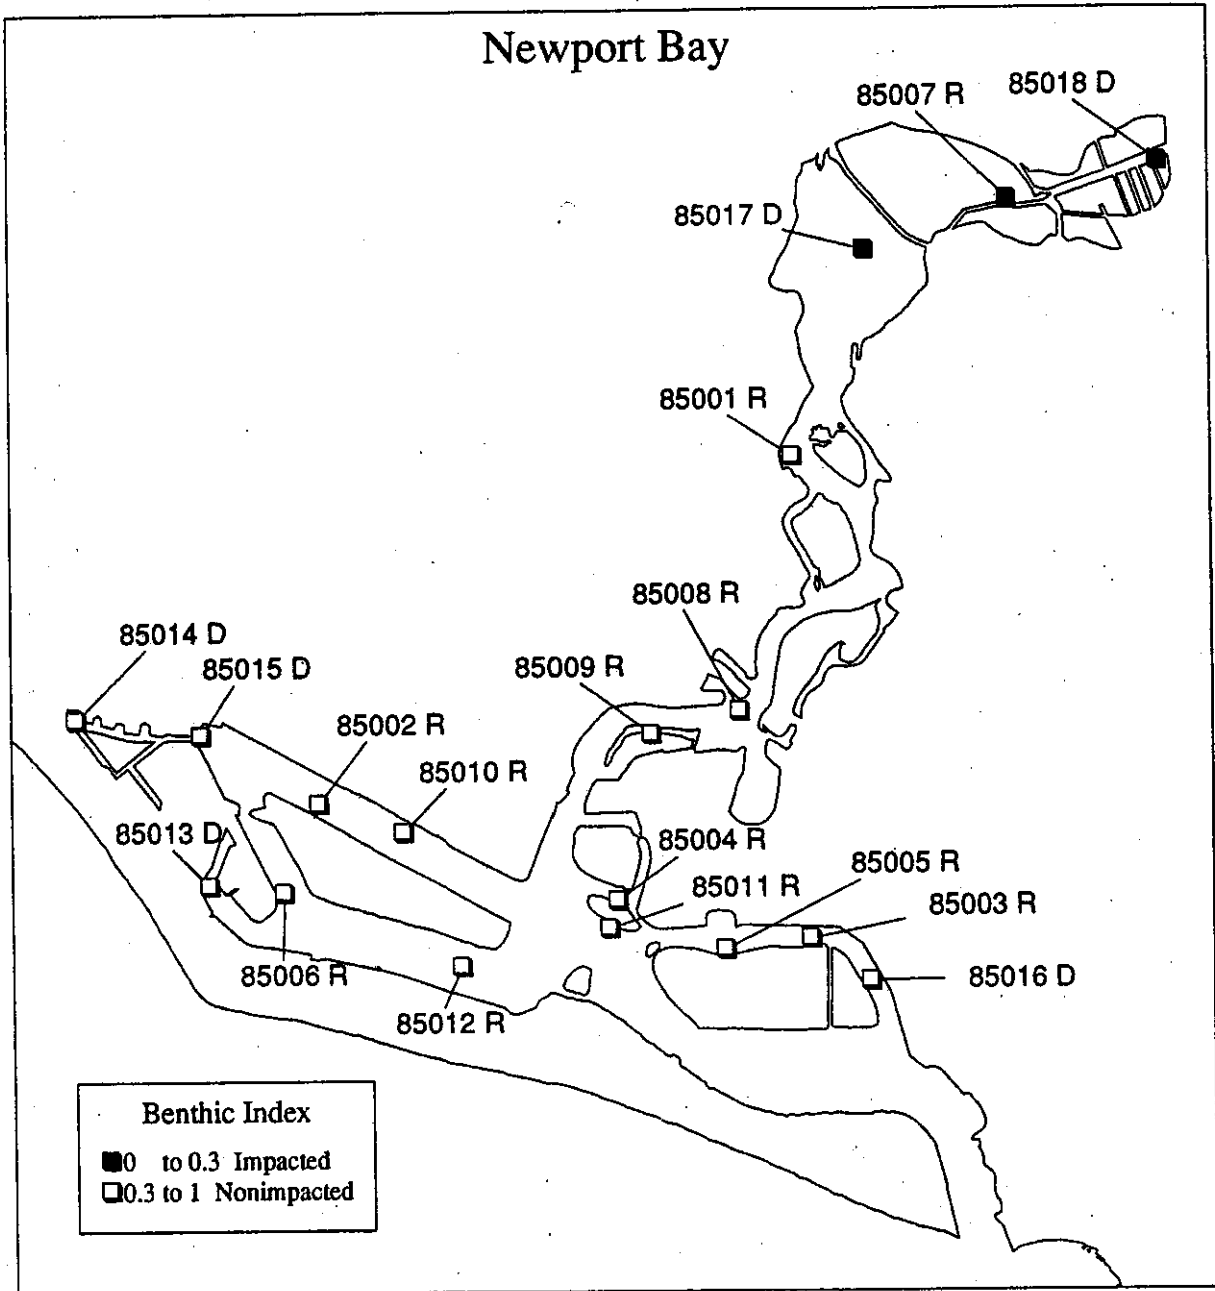 Newport Bay
85018 D
85007 R
85017 D
85001 R
85008 R
85014 D
85015 D
85009 R
85002 R
85010 R
85013 D
85004 R
85005 R
85011 R
85003 R
85006 R
85016 D
85012 R
Benthic Index
0 to 0.3 Impacted
0.3 to 1 Nonimpacted